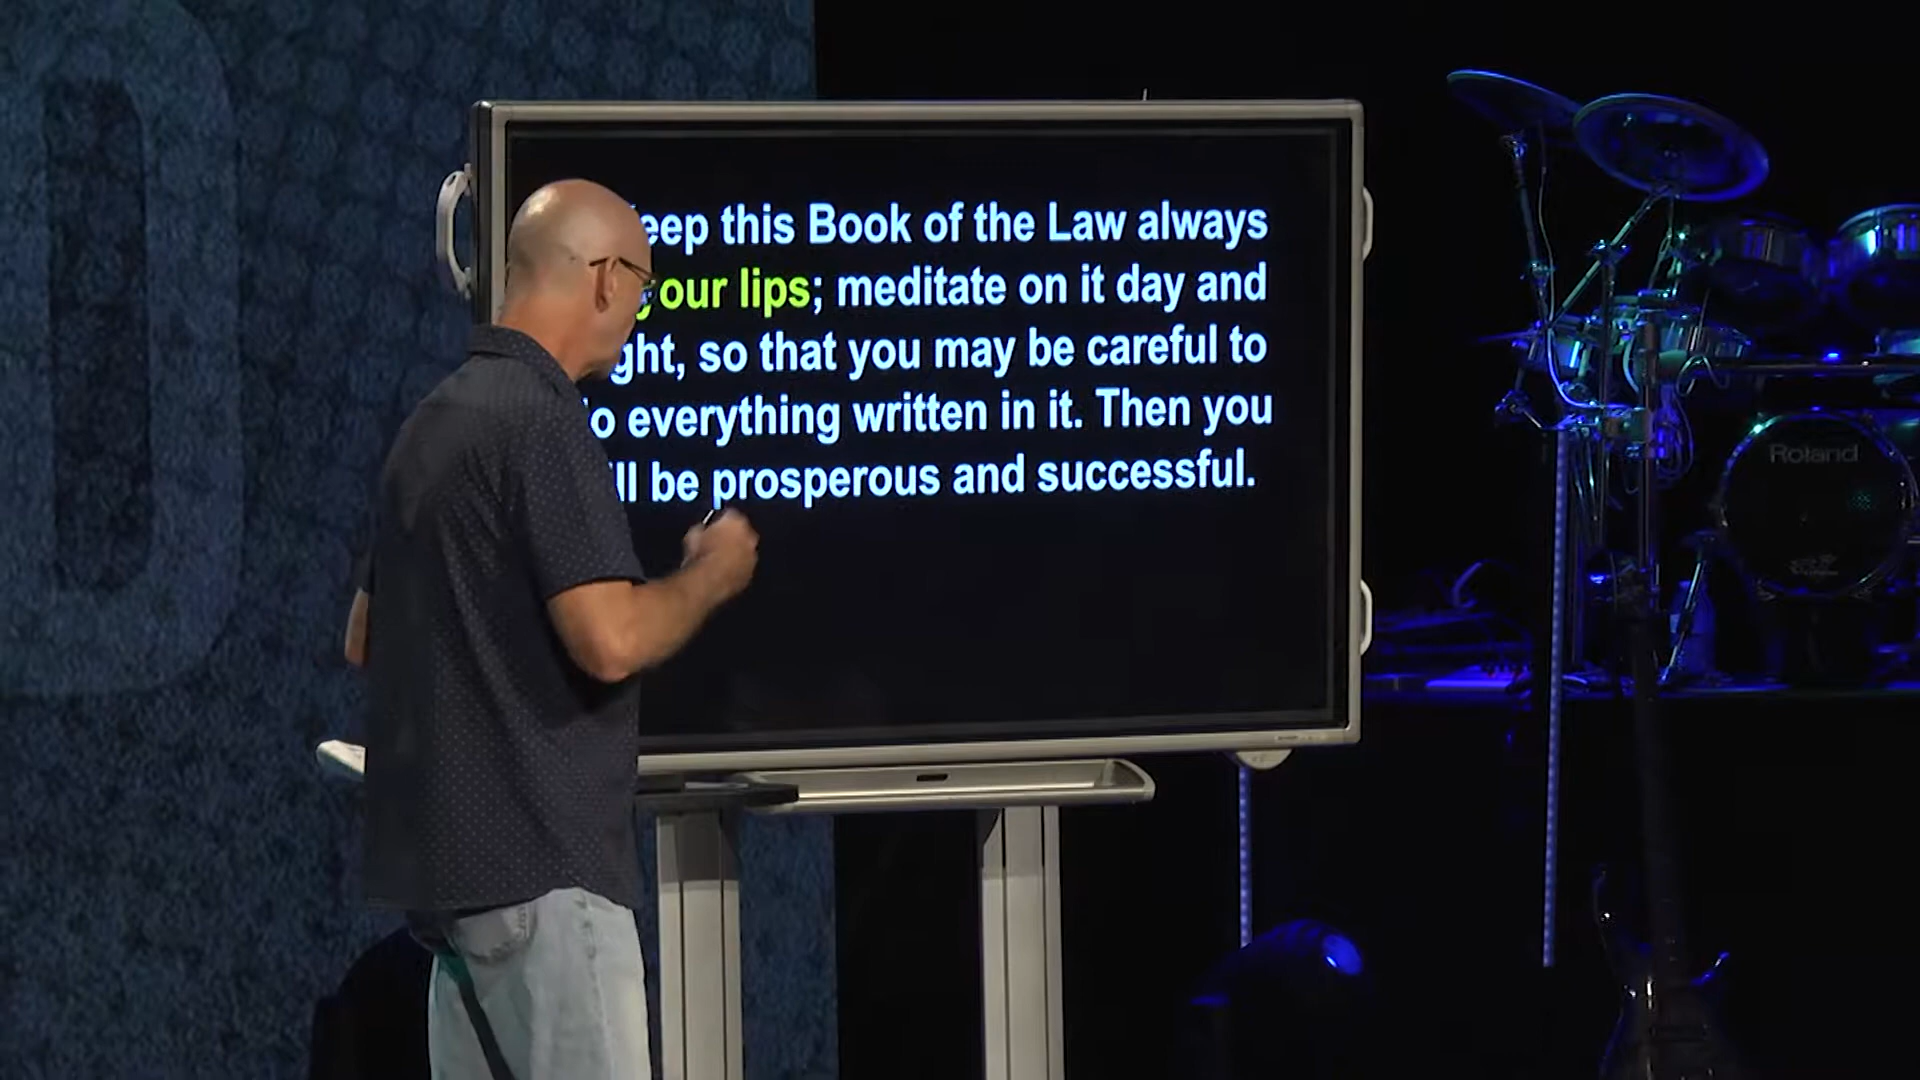 eep this Book of the Law always
your lips; meditate on it day and
ght, so that you may be careful to
o everything written in it. Then you
ll be prosperous and successful.
Roland